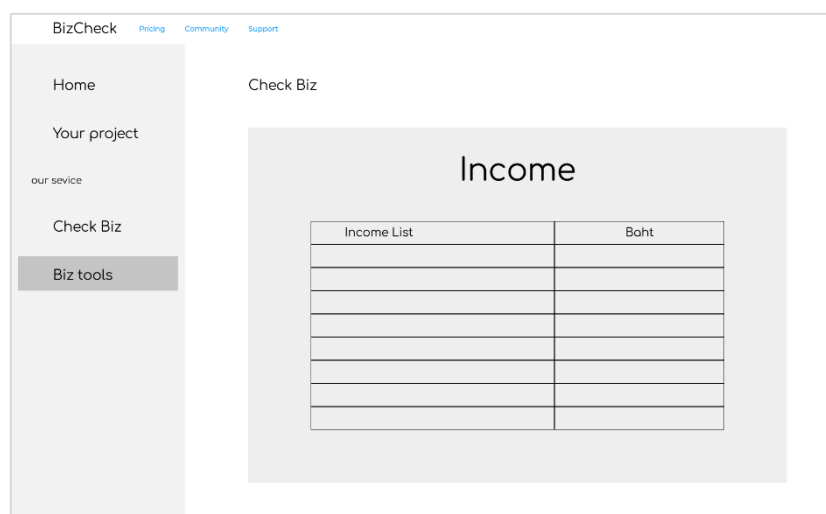 BizCheck Pricing Community Support
Home
Your project
our sevice
Check Biz
Biz tools
Check Biz
Income
Income List Baht